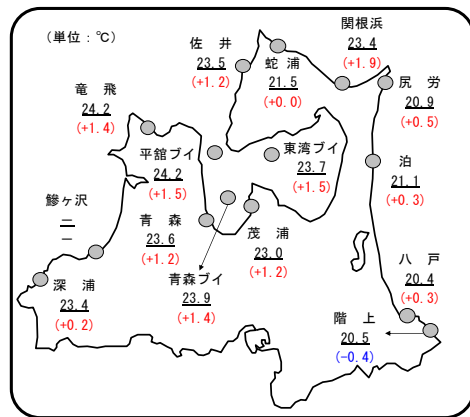 (単位：℃)
佐井
23.5
(+1.2)
蛇浦
21.5
(+0.0)
関根浜
23.4
(+1.9)
尻労
20.9
(+0.5)
竜飛
24.2
(+1.4)
平舘ブイ
24.2
(+1.5)
東湾ブイ
23.7
(+1.5)
泊
21.1
(+0.3)
鰺ヶ沢
－
－
青森
23.6
(+1.2)
茂浦
23.0
(+1.2)
青森ブイ
23.9
(+1.4)
深浦
23.4
(+0.2)
八戸
20.4
(+0.3)
階上
20.5
(-0.4)